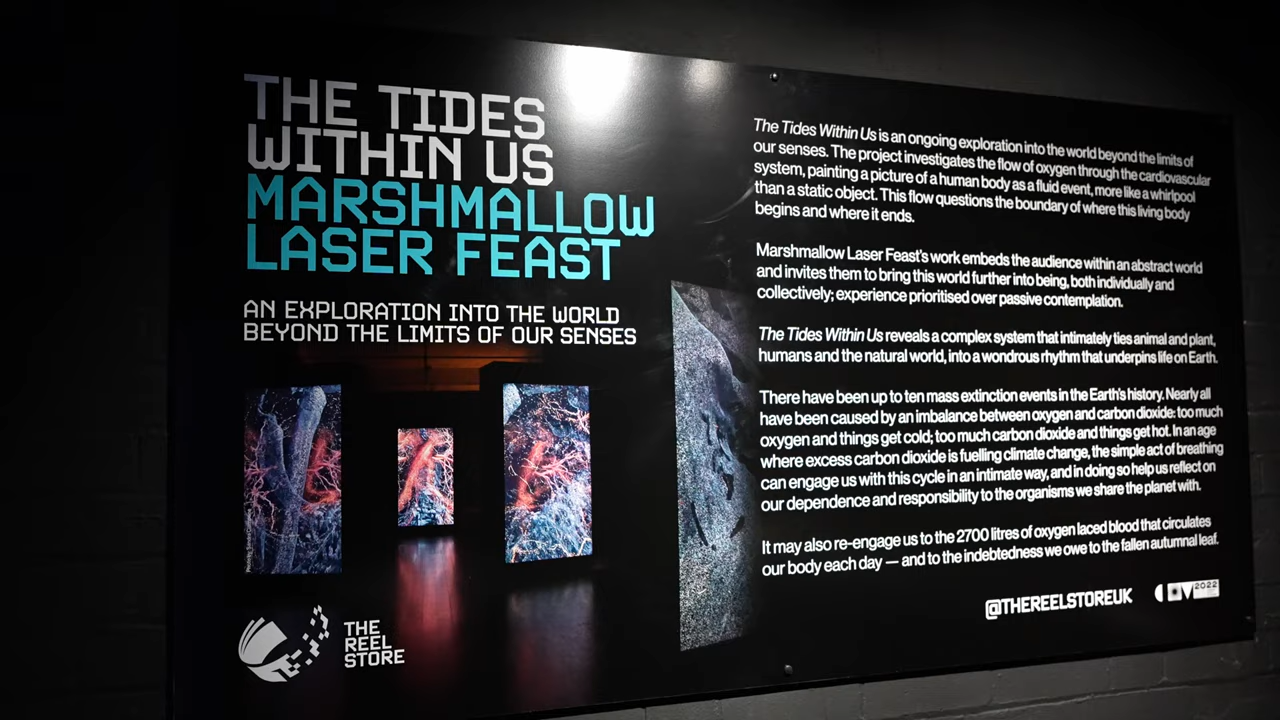 THE TIDES
WITHIN US
MARSHMALLOW
LASER FEAST
AN EXPLORATION INTO THE WORLD
BEYOND THE LIMITS OF OUR SENSES
THE
REEL
STORE
The Tides Within Us is an ongoing exploration into the world beyond the limits of
our senses. The project investigates the flow of oxygen through the cardiovascular
system, painting a picture of a human body as a fluid event, more like a whirlpool
than a static object. This flow questions the boundary of where this living body
begins and where it ends.
Marshmallow Laser Feast's work embeds the audience within an abstract world
and invites them to bring this world further into being, both individually and
collectively; experience prioritised over passive contemplation.
The Tides Within Us reveals a complex system that intimately ties animal and plant,
humans and the natural world, into a wondrous rhythm that underpins life on Earth.
There have been up to ten mass extinction events in the Earth's history. Nearly all
have been caused by an imbalance between oxygen and carbon dioxide: too much
oxygen and things get cold; too much carbon dioxide and things get hot. In an age
where excess carbon dioxide is fuelling climate change, the simple act of breathing
can engage us with this cycle in an intimate way, and in doing so help us reflect on
our dependence and responsibility to the organisms we share the planet with.
It may also re-engage us to the 2700 litres of oxygen laced blood that circulates
our body each day — and to the indebtedness we owe to the fallen autumnal leaf.
@THEREELSTOREUK
2022